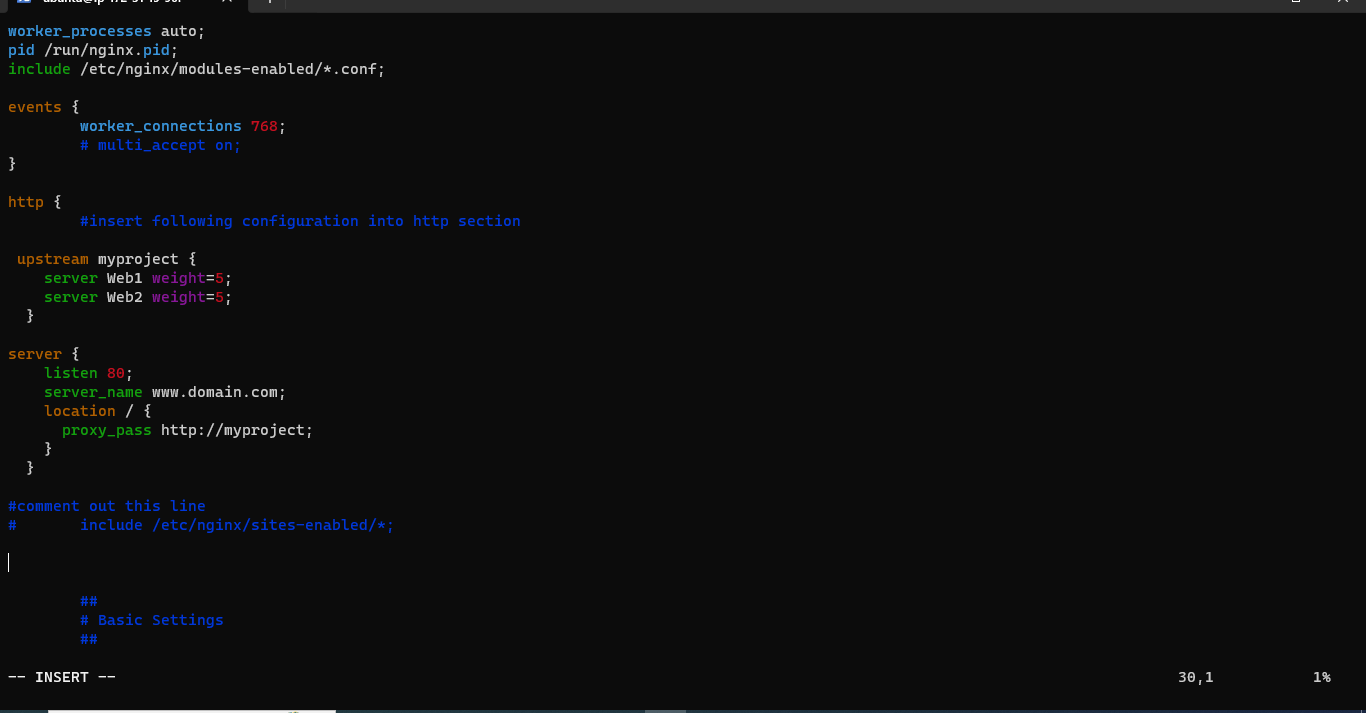 worker_processes auto;
pid /run/nginx.pid;
include /etc/nginx/modules-enabled/*.conf;
events {
worker_connections 768;
# multi_accept on;
}
http {
#insert following configuration into http section
upstream myproject {
server Web1 weight=5;
server Web2 weight=5;
}
server {
listen 80;
server_name www.domain.com;
location / {
proxy_pass http://myproject;
}
}
#comment out this line
# include /etc/nginx/sites-enabled/*;
##
# Basic Settings
##
-- INSERT -- 30,1 1%